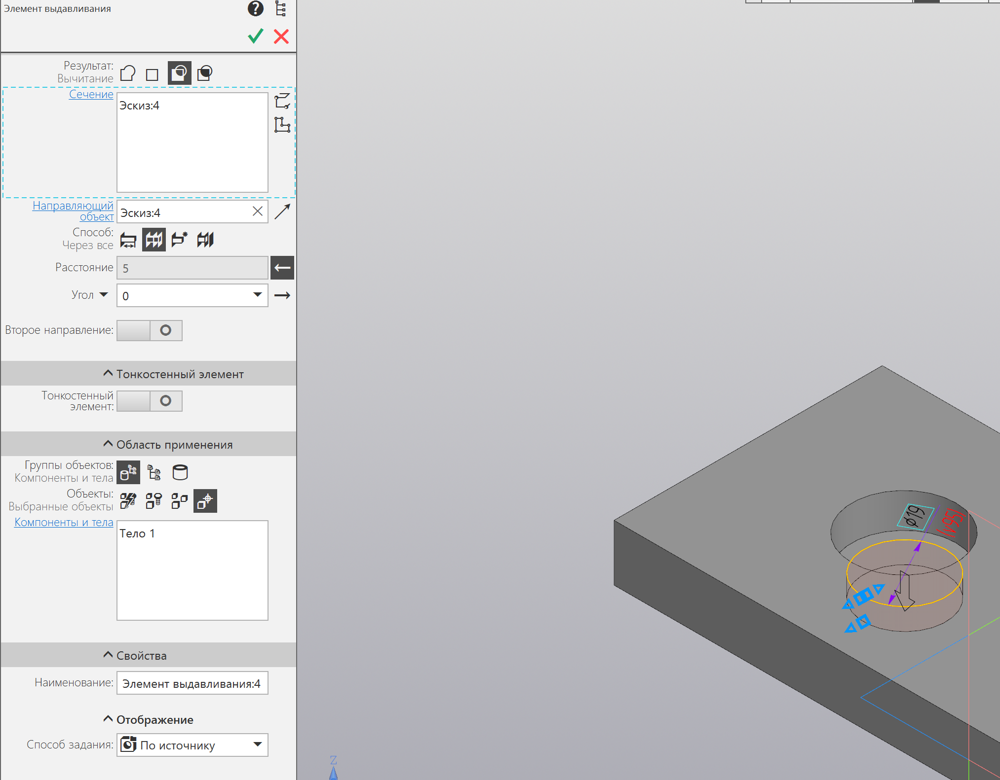 Элемент выдавливания
Результат:
Вычитание
Сечение
Эскиз:4
Направляющий
объект
Эскиз:4
Способ:
Через все
Расстояние
5
Угол
0
Второе направление:
Тонкостенный элемент
Тонкостенный
элемент:
Область применения
Группы объектов:
Компоненты и тела
Объекты:
Выбранные объекты
Компоненты и тела
Тело 1
Свойства
Наименование:
Элемент выдавливания:4
Отображение
Способ задания:
По источнику
ϕ19
(v95)
Z